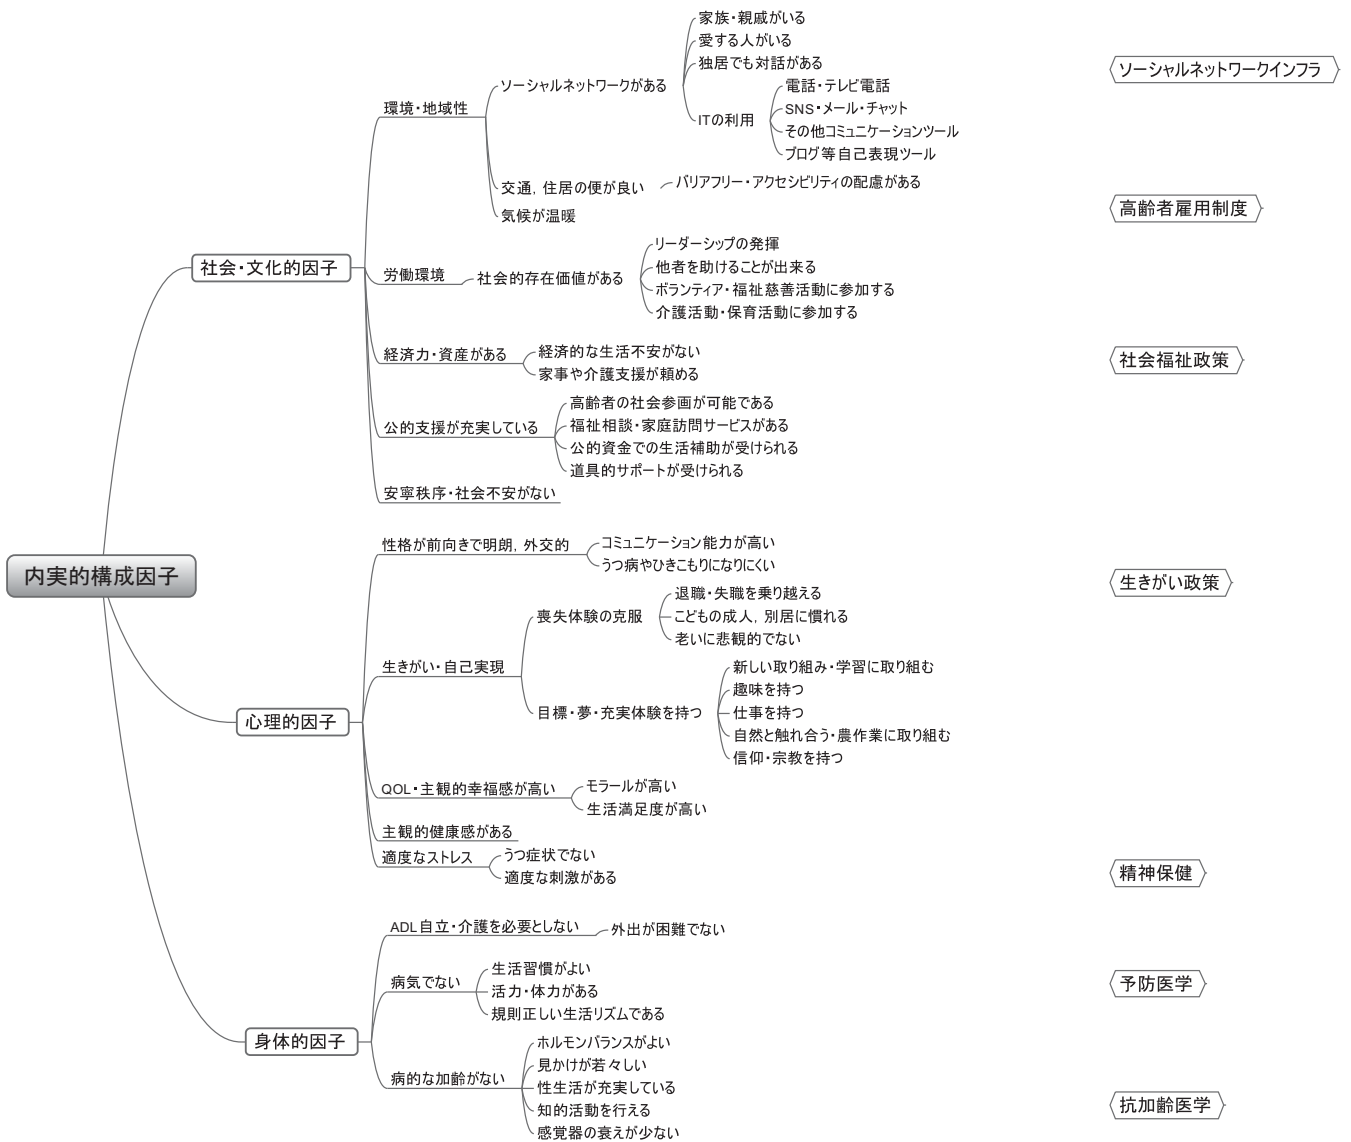 家族・親戚がいる
愛する人がいる
独居でも対話がある
ソーシャルネットワークインフラ
ソーシャルネットワークがある
電話・テレビ電話
環境・地域性
SNS・メール・チャット
ITの利用
その他コミュニケーションツール
ブログ等自己表現ツール
交通, 住居の便が良い
バリアフリー・アクセシビリティの配慮がある
気候が温暖
高齢者雇用制度
リーダーシップの発揮
社会・文化的因子
労働環境
社会的存在価値がある
他者を助けることが出来る
ボランティア・福祉慈善活動に参加する
介護活動・保育活動に参加する
経済力・資産がある
経済的な生活不安がない
家事や介護支援が頼める
社会福祉政策
高齢者の社会参画が可能である
公的支援が充実している
福祉相談・家庭訪問サービスがある
公的資金での生活補助が受けられる
道具的サポートが受けられる
安寧秩序・社会不安がない
性格が前向きで明朗, 外交的
コミュニケーション能力が高い
うつ病やひきこもりになりにくい
内実的構成因子
生きがい政策
退職・失職を乗り越える
喪失体験の克服
こどもの成人, 別居に慣れる
老いに悲観的でない
生きがい・自己実現
新しい取り組み・学習に取り組む
趣味を持つ
目標・夢・充実体験を持つ
仕事を持つ
心理的因子
自然と触れ合う・農作業に取り組む
信仰・宗教を持つ
QOL・主観的幸福感が高い
モラールが高い
生活満足度が高い
主観的健康感がある
適度なストレス
うつ症状でない
適度な刺激がある
精神保健
ADL自立・介護を必要としない
外出が困難でない
病気でない
生活習慣がよい
活力・体力がある
規則正しい生活リズムである
予防医学
身体的因子
ホルモンバランスがよい
見かけが若々しい
病的な加齢がない
性生活が充実している
知的活動を行える
感覚器の衰えが少ない
抗加齢医学